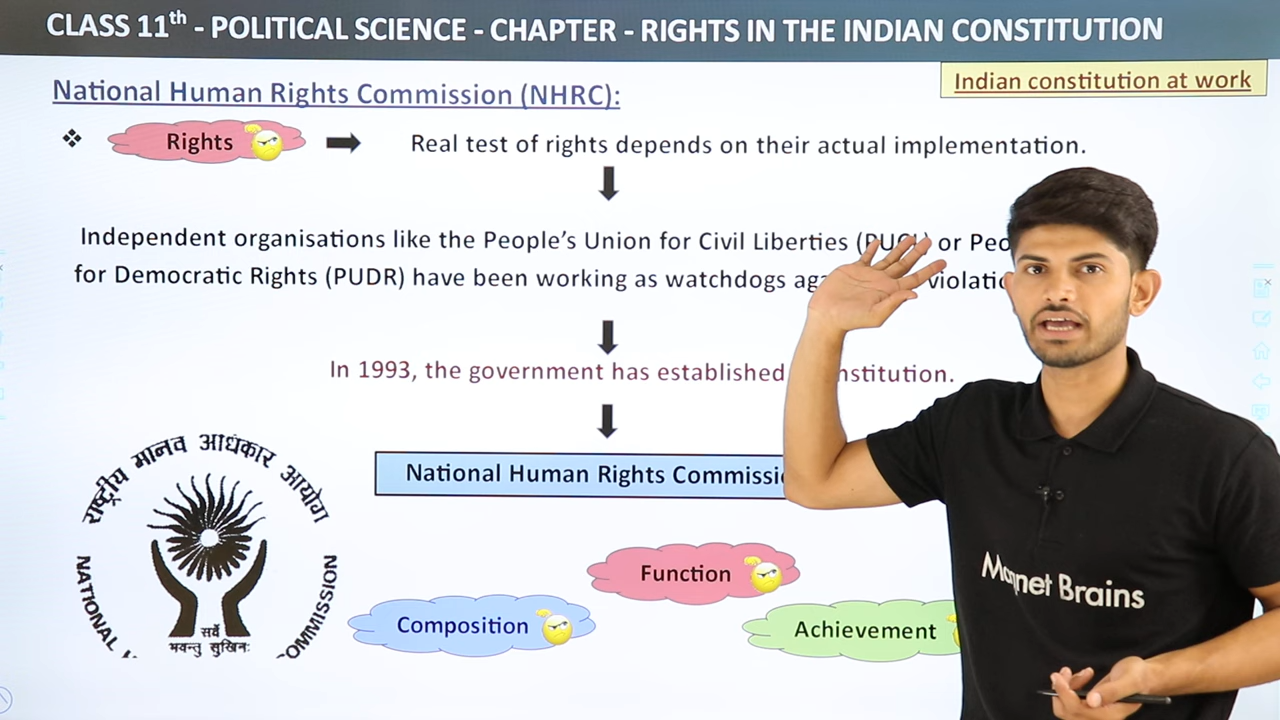 CLASS 11th - POLITICAL SCIENCE - CHAPTER - RIGHTS IN THE INDIAN CONSTITUTION
Indian constitution at work
National Human Rights Commission (NHRC):
Rights
Real test of rights depends on their actual implementation.
Independent organisations like the People's Union for Civil Liberties (PUCL) or
for Democratic Rights (PUDR) have been working as watchdogs
In 1993, the government has established
National Human Rights
राष्ट्रीय मानव अधिकार आयोग
NATIONAL
COMMISSION
सर्वे
भवन्तु सुखिनः
Function
Composition
Achievement
Magnet Brains